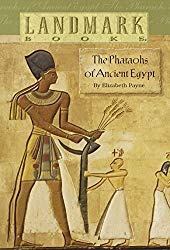 LANDMARK
BOOKS
The Pharaohs
of Ancient Egypt
By Elizabeth Payne